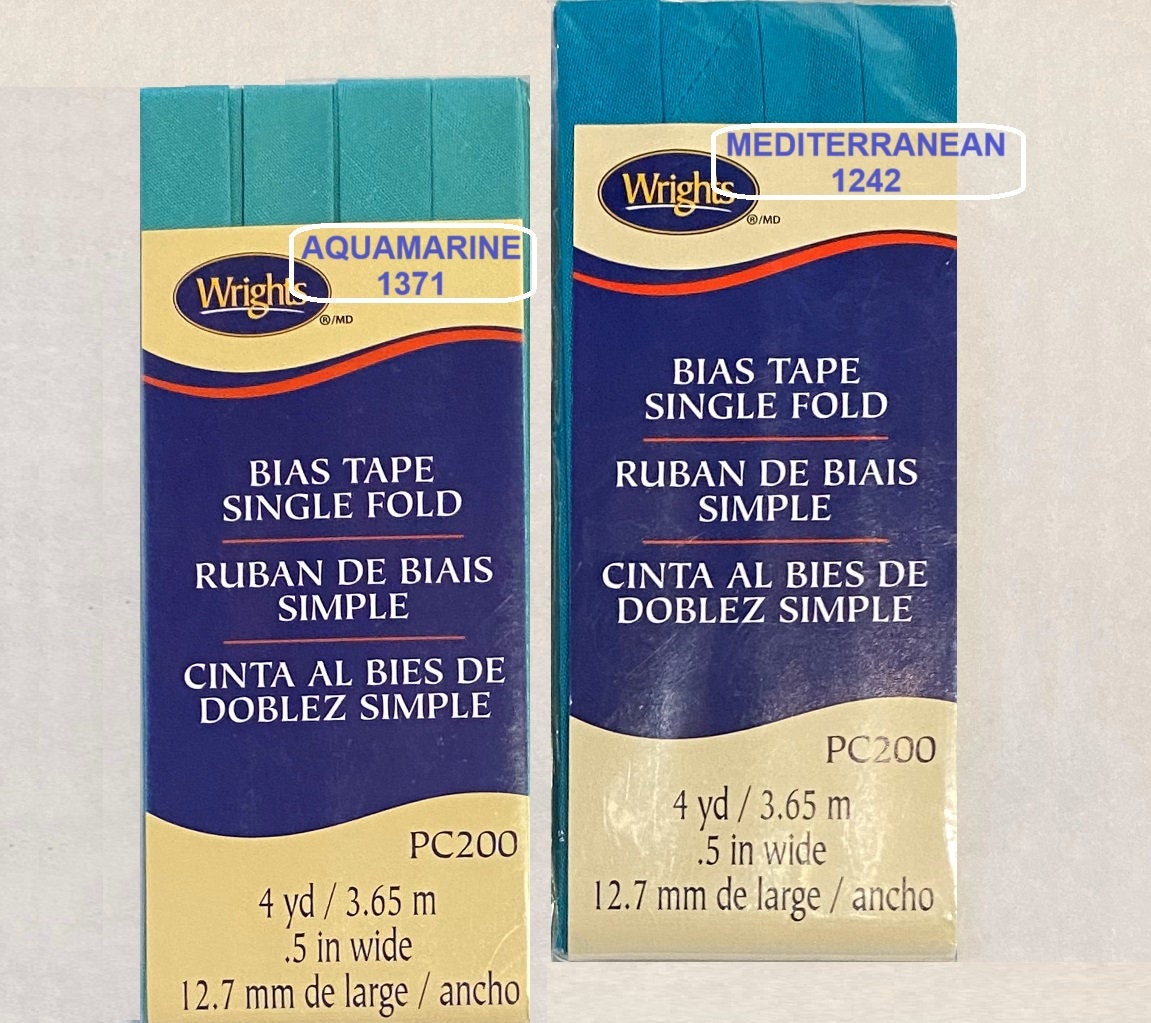 AQUAMARINE
1371
Wrights
®/MD
BIAS TAPE
SINGLE FOLD
RUBAN DE BIAIS
SIMPLE
CINTA AL BIES DE
DOBLEZ SIMPLE
PC200
4 yd / 3.65 m
.5 in wide
12.7 mm de large / ancho
MEDITERRANEAN
1242
Wrights
®/MD
BIAS TAPE
SINGLE FOLD
RUBAN DE BIAIS
SIMPLE
CINTA AL BIES DE
DOBLEZ SIMPLE
PC200
4 yd / 3.65 m
.5 in wide
12.7 mm de large / ancho